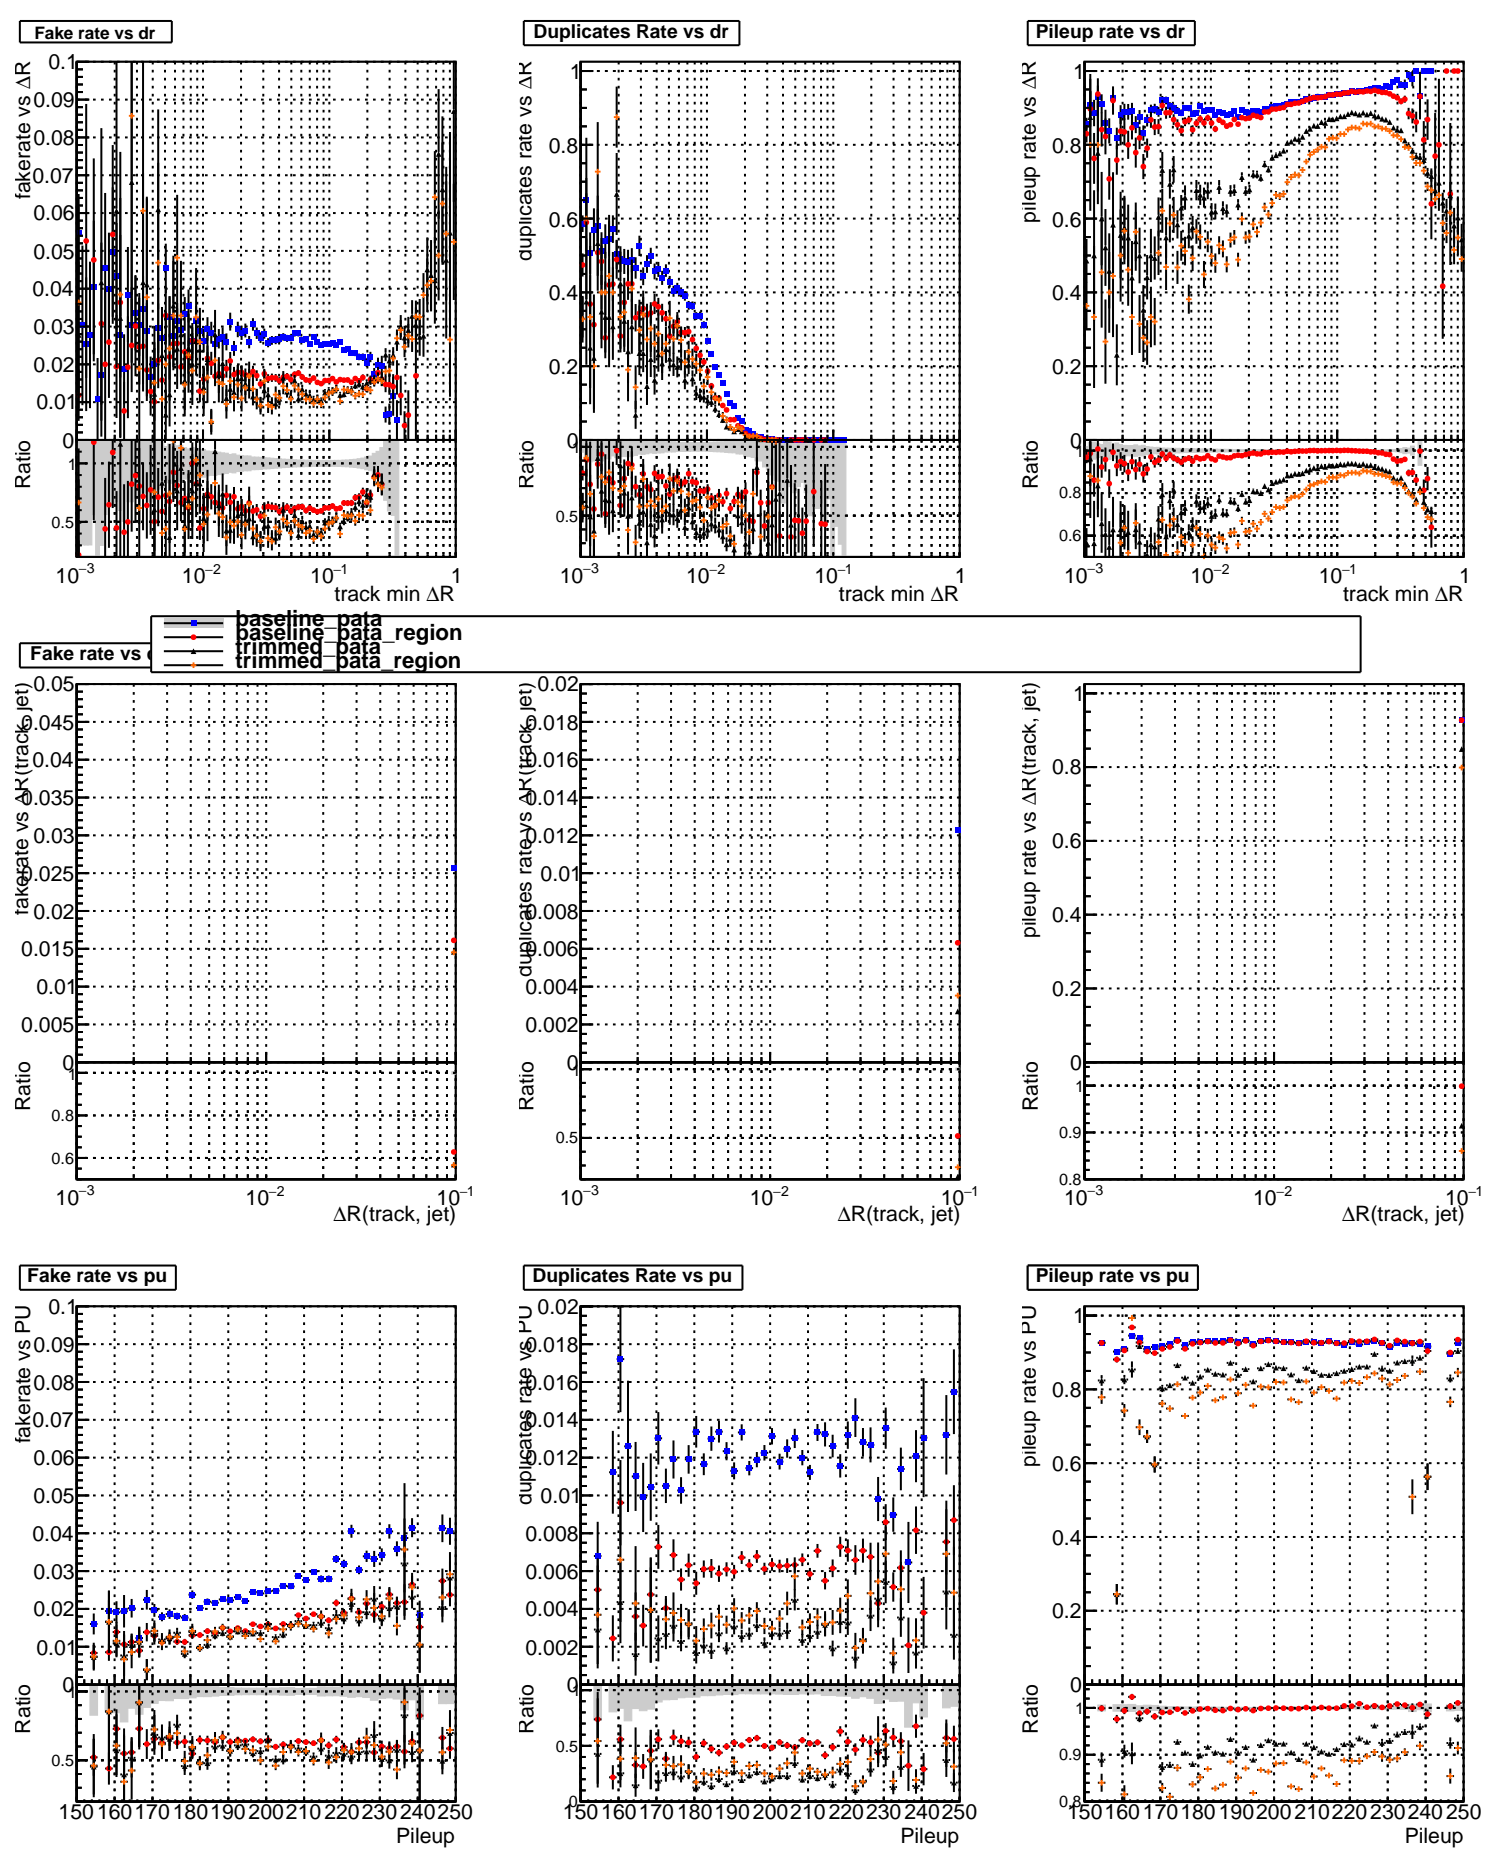 Fake rate vs dr
Duplicates Rate vs dr
Pileup rate vs dr
fakerate vs ΔR
0.1
0.09
0.08
0.07
0.06
0.05
0.04
0.03
0.02
0.01
0
Ratio
1
0.5
10−3
10−2
10−1
1
track min ΔR
duplicates rate vs ΔR
1
0.8
0.6
0.4
0.2
0
Ratio
0.5
10−3
10−2
10−1
1
track min ΔR
pileup rate vs ΔR
1
0.8
0.6
0.4
0.2
0
Ratio
1
0.8
0.6
10−3
10−2
10−1
1
track min ΔR
baseline_pata
baseline_pata_region
trimmed_pata
trimmed_pata_region
Fake rate vs
fakerate vs ΔR(track, jet)
0.05
0.045
0.04
0.035
0.03
0.025
0.02
0.015
0.01
0.005
0
Ratio
1
0.8
0.6
10−3
10−2
10−1
ΔR(track, jet)
duplicates rate vs ΔR(track, jet)
0.02
0.018
0.016
0.014
0.012
0.01
0.008
0.006
0.004
0.002
0
Ratio
1
0.5
10−3
10−2
10−1
ΔR(track, jet)
pileup rate vs ΔR(track, jet)
1
0.8
0.6
0.4
0.2
0
Ratio
1
0.9
0.8
10−3
10−2
10−1
ΔR(track, jet)
Fake rate vs pu
Duplicates Rate vs pu
Pileup rate vs pu
fakerate vs PU
0.1
0.09
0.08
0.07
0.06
0.05
0.04
0.03
0.02
0.01
0
Ratio
1
0.5
150 160 170 180 190 200 210 220 230 240 250
Pileup
duplicates rate vs PU
0.02
0.018
0.016
0.014
0.012
0.01
0.008
0.006
0.004
0.002
0
Ratio
1
0.5
0
150 160 170 180 190 200 210 220 230 240 250
Pileup
pileup rate vs PU
1
0.8
0.6
0.4
0.2
0
Ratio
1
0.9
0.8
150 160 170 180 190 200 210 220 230 240 250
Pileup